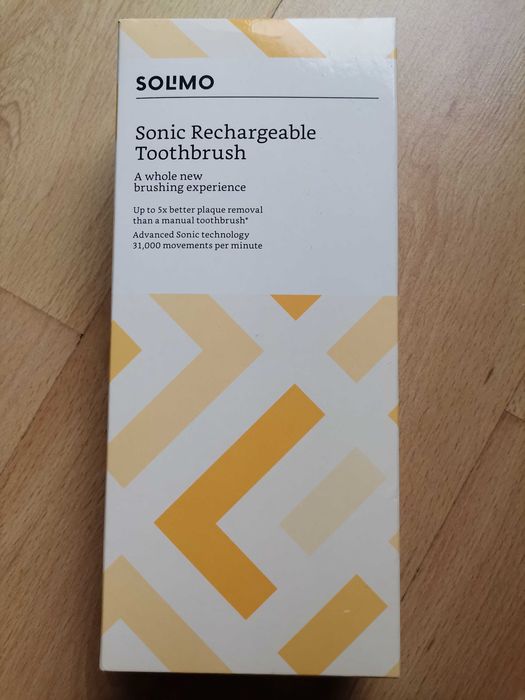 SOLIMO
Sonic Rechargeable
Toothbrush
A whole new
brushing experience
Up to 5x better plaque removal
than a manual toothbrush*
Advanced Sonic technology
31,000 movements per minute